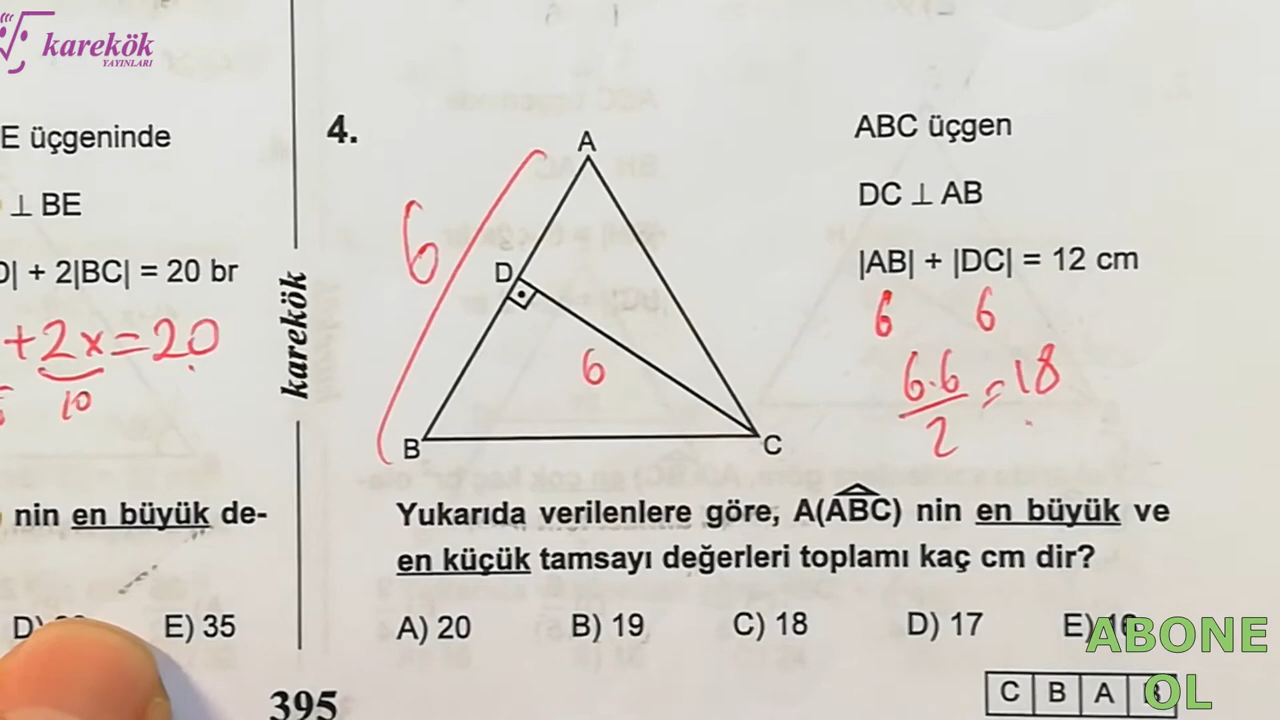 karekök
YAYINLARI
E üçgeninde
⊥ BE
D| + 2|BC| = 20 br
+2x=20
10
nin en büyük de-
E) 35
karekök
395
4.
A
D
B
C
6
6
ABC üçgen
DC ⊥ AB
|AB| + |DC| = 12 cm
6 6
6.6
2
=18
Yukarıda verilenlere göre, A(ABC) nin en büyük ve
en küçük tamsayı değerleri toplamı kaç cm dir?
A) 20 B) 19 C) 18 D) 17 E)
ABONE
OL
C B A